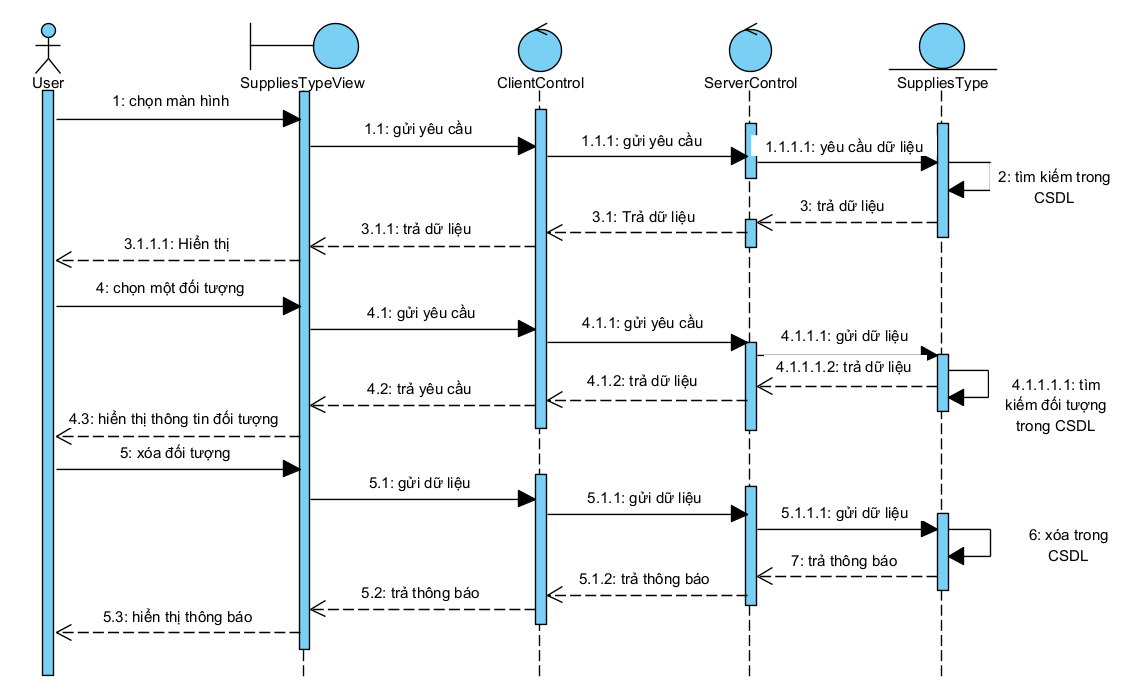 User
SuppliesTypeView
ClientControl
ServerControl
SuppliesType
1: chọn màn hình
1.1: gửi yêu cầu
1.1.1: gửi yêu cầu
1.1.1.1: yêu cầu dữ liệu
2: tìm kiếm trong
CSDL
3: trả dữ liệu
3.1: Trả dữ liệu
3.1.1: trả dữ liệu
3.1.1.1: Hiển thị
4: chọn một đối tượng
4.1: gửi yêu cầu
4.1.1: gửi yêu cầu
4.1.1.1: gửi dữ liệu
4.1.1.1.2: trả dữ liệu
4.1.1.1.1: tìm
kiếm đối tượng
trong CSDL
4.1.2: trả dữ liệu
4.2: trả yêu cầu
4.3: hiển thị thông tin đối tượng
5: xóa đối tượng
5.1: gửi dữ liệu
5.1.1: gửi dữ liệu
5.1.1.1: gửi dữ liệu
6: xóa trong
CSDL
7: trả thông báo
5.1.2: trả thông báo
5.2: trả thông báo
5.3: hiển thị thông báo